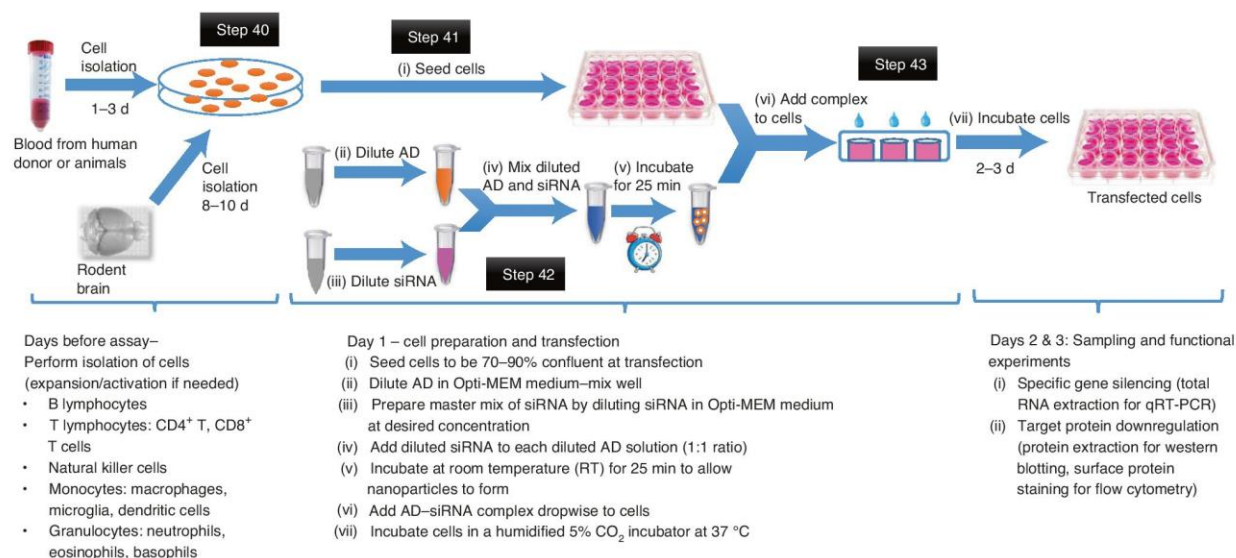 Step 40
Step 41
Step 43
Cell
isolation
1–3 d
(i) Seed cells
(vi) Add complex
to cells
(vii) Incubate cells
2–3 d
Blood from human
donor or animals
Cell
isolation
8–10 d
(ii) Dilute AD
(iv) Mix diluted
AD and siRNA
(v) Incubate
for 25 min
Transfected cells
Rodent
brain
(iii) Dilute siRNA
Step 42
Days before assay–
Perform isolation of cells
(expansion/activation if needed)
• B lymphocytes
• T lymphocytes: CD4⁺ T, CD8⁺
T cells
• Natural killer cells
• Monocytes: macrophages,
microglia, dendritic cells
• Granulocytes: neutrophils,
eosinophils, basophils
Day 1 – cell preparation and transfection
(i) Seed cells to be 70–90% confluent at transfection
(ii) Dilute AD in Opti-MEM medium–mix well
(iii) Prepare master mix of siRNA by diluting siRNA in Opti-MEM medium
at desired concentration
(iv) Add diluted siRNA to each diluted AD solution (1:1 ratio)
(v) Incubate at room temperature (RT) for 25 min to allow
nanoparticles to form
(vi) Add AD–siRNA complex dropwise to cells
(vii) Incubate cells in a humidified 5% CO₂ incubator at 37 °C
Days 2 & 3: Sampling and functional
experiments
(i) Specific gene silencing (total
RNA extraction for qRT-PCR)
(ii) Target protein downregulation
(protein extraction for western
blotting, surface protein
staining for flow cytometry)